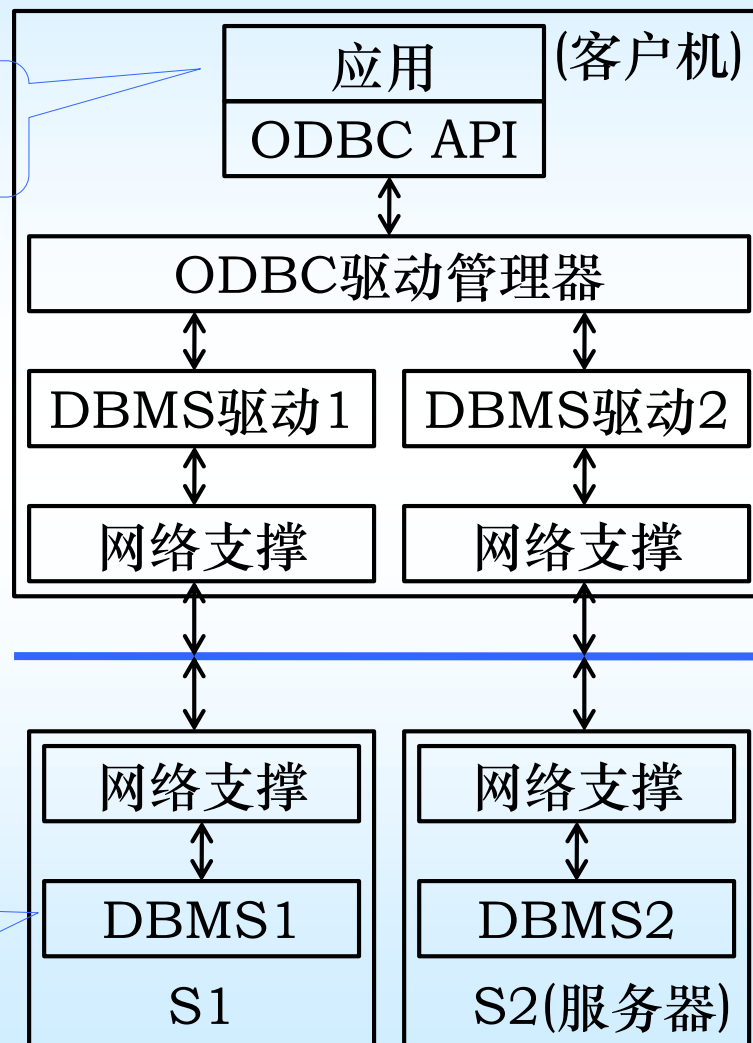 应用
(客户机)
ODBC API
ODBC驱动管理器
DBMS驱动1
DBMS驱动2
网络支撑
网络支撑
网络支撑
网络支撑
DBMS1
DBMS2
S1
S2(服务器)